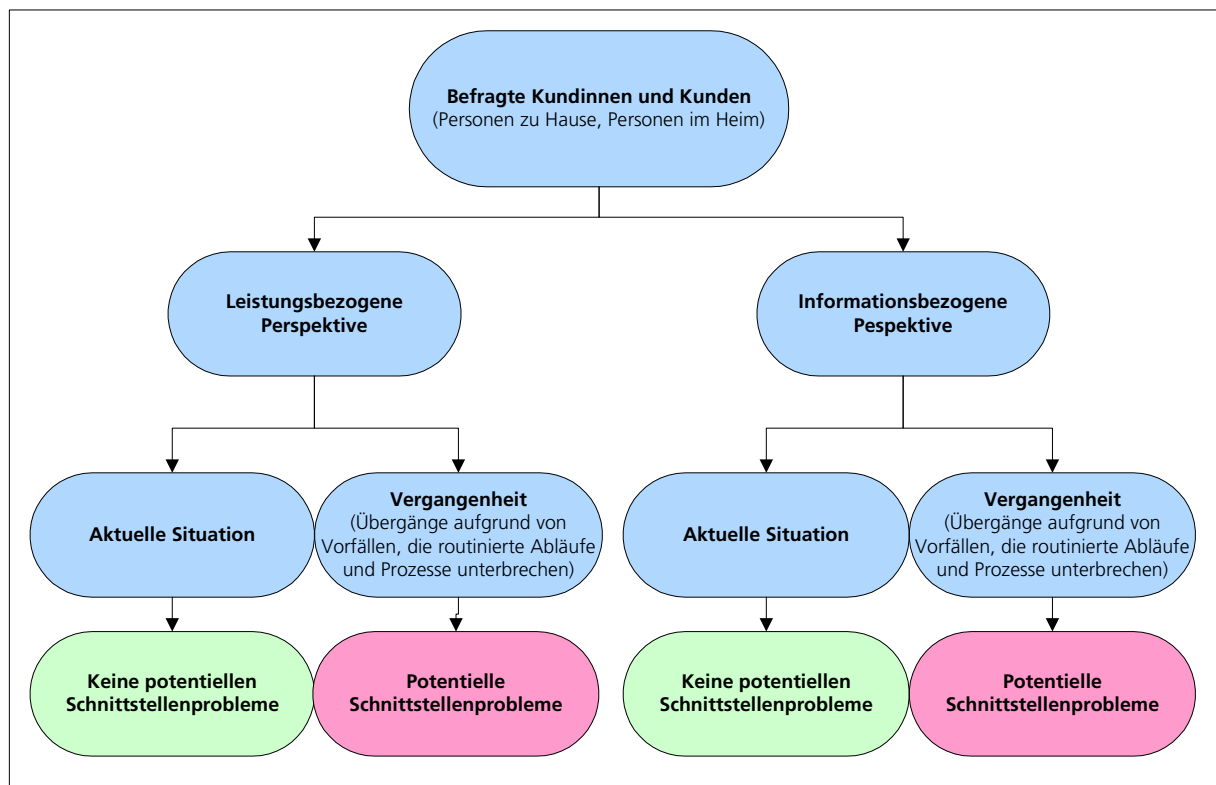 Befragte Kundinnen und Kunden
(Personen zu Hause, Personen im Heim)
Leistungsbezogene
Perspektive
Informationsbezogene
Pespektive
Aktuelle Situation
Vergangenheit
(Übergänge aufgrund von
Vorfällen, die routinierte Abläufe
und Prozesse unterbrechen)
Aktuelle Situation
Vergangenheit
(Übergänge aufgrund von
Vorfällen, die routinierte Abläufe
und Prozesse unterbrechen)
Keine potentiellen
Schnittstellenprobleme
Potentielle
Schnittstellenprobleme
Keine potentiellen
Schnittstellenprobleme
Potentielle
Schnittstellenprobleme